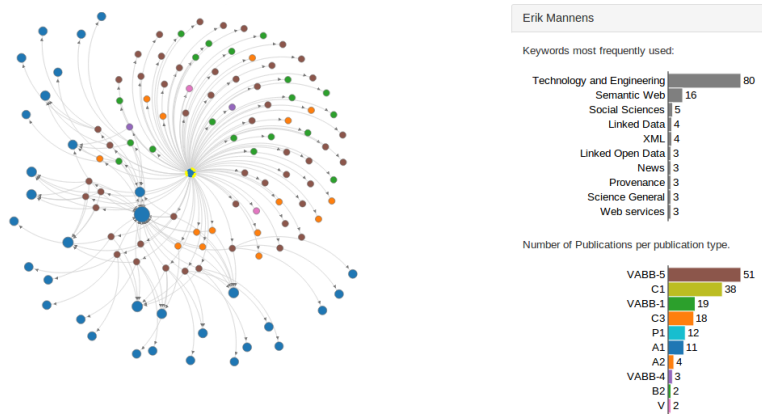 Erik Mannens
Keywords most frequently used:
Technology and Engineering 80
Semantic Web 16
Social Sciences 5
Linked Data 4
XML 4
Linked Open Data 3
News 3
Provenance 3
Science General 3
Web services 3
Number of Publications per publication type.
VABB-5 51
C1 38
VABB-1 19
C3 18
P1 12
A1 11
A2 4
VABB-4 3
B2 2
V 2